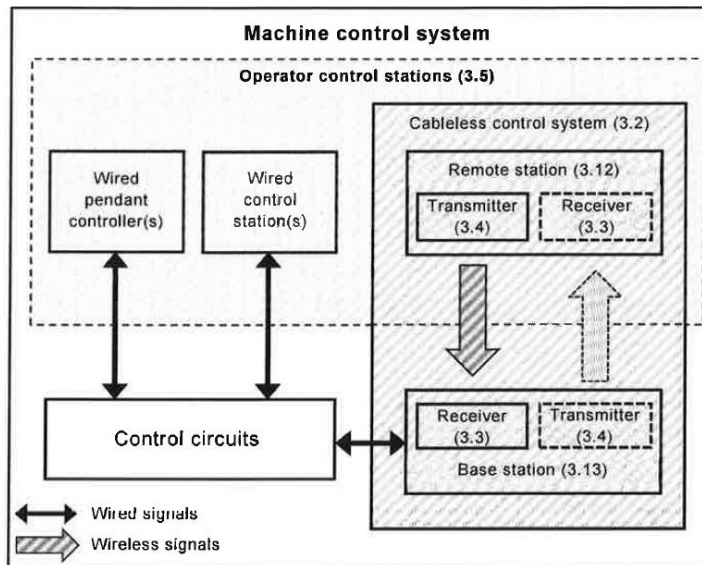 Machine control system
Operator control stations (3.5)
Cableless control system (3.2)
Remote station (3.12)
Transmitter
(3.4)
Receiver
(3.3)
Wired
pendant
controller(s)
Wired
control
station(s)
Control circuits
Receiver
(3.3)
Transmitter
(3.4)
Base station (3.13)
Wired signals
Wireless signals